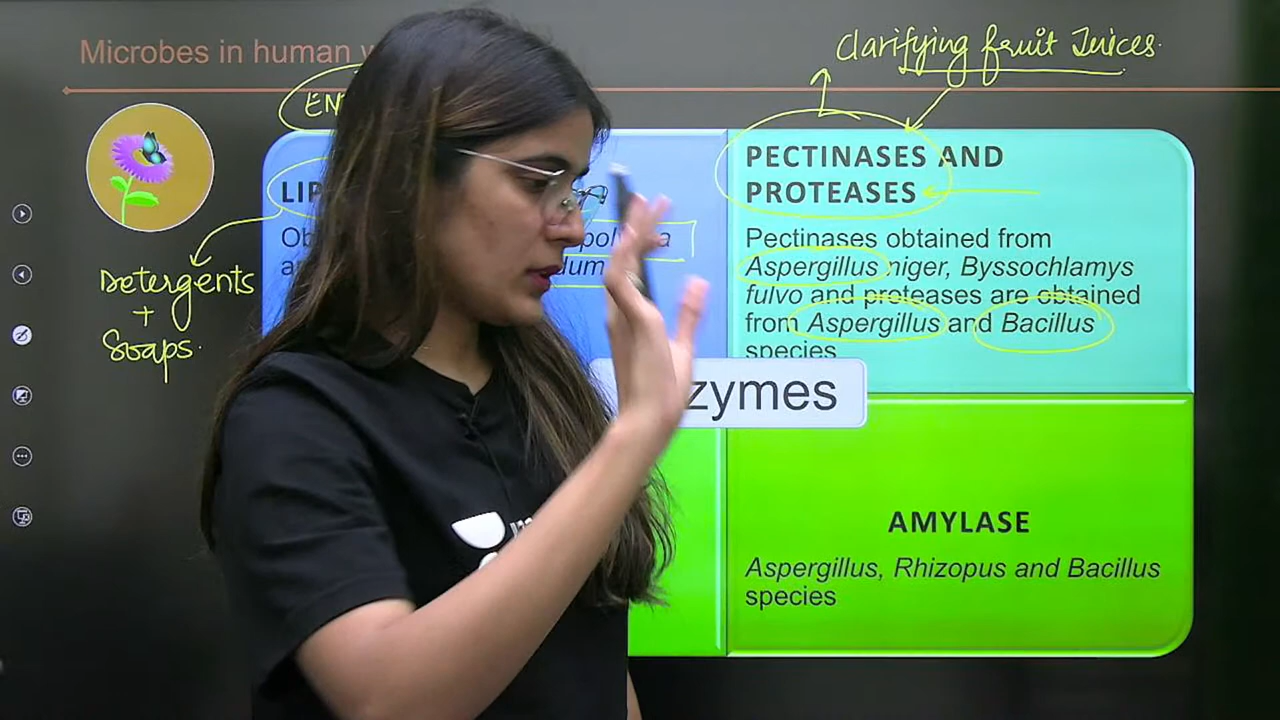 Microbes in human
Clarifying fruit Juices.
PECTINASES AND
PROTEASES
Pectinases obtained from
Aspergillus niger, Byssochlamys
fulvo and proteases are obtained
from Aspergillus and Bacillus
species
Detergents
+
Soaps.
zymes
AMYLASE
Aspergillus, Rhizopus and Bacillus
species